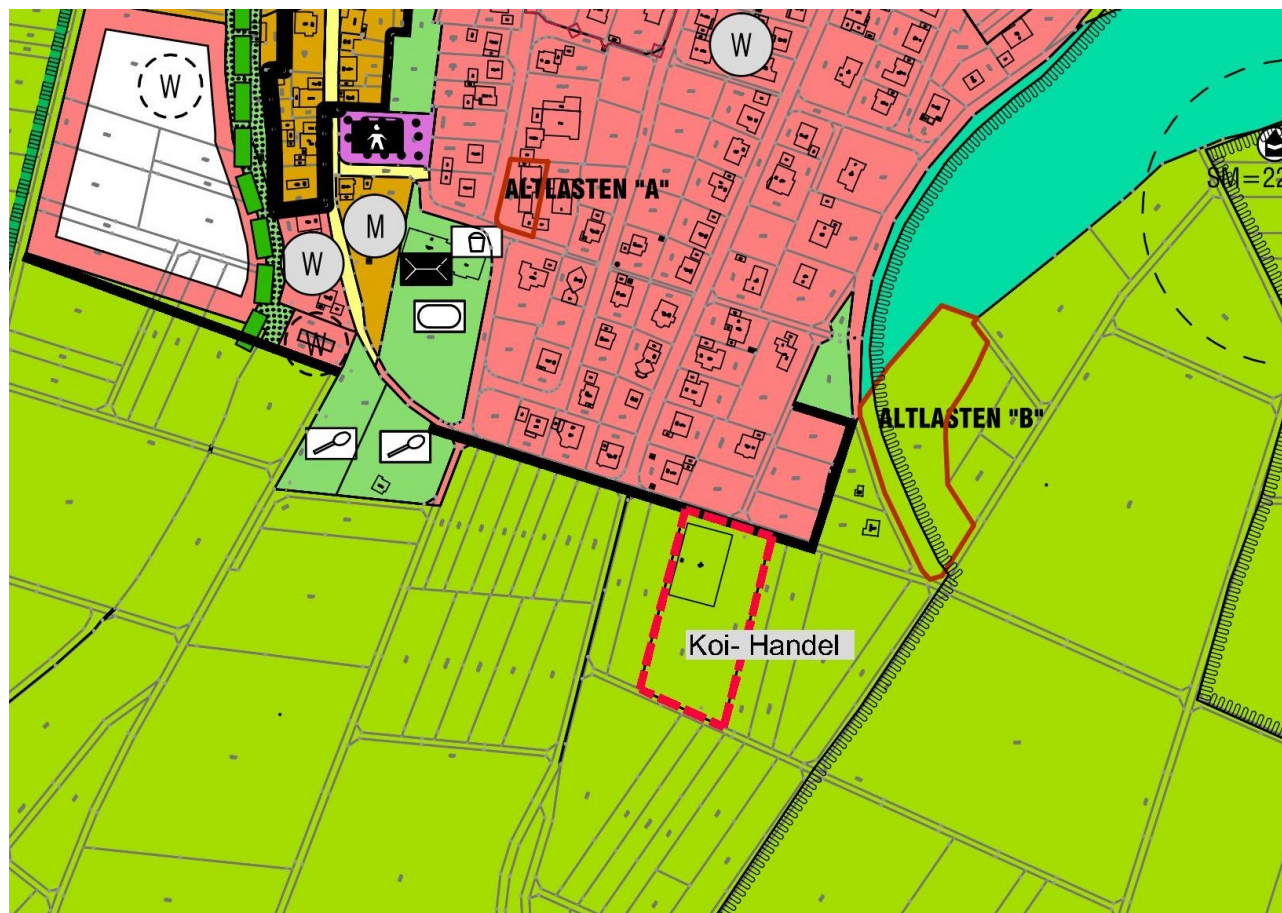 W
W
ALTLASTEN "A"
SM=22
M
W
W
ALTLASTEN "B"
Koi- Handel